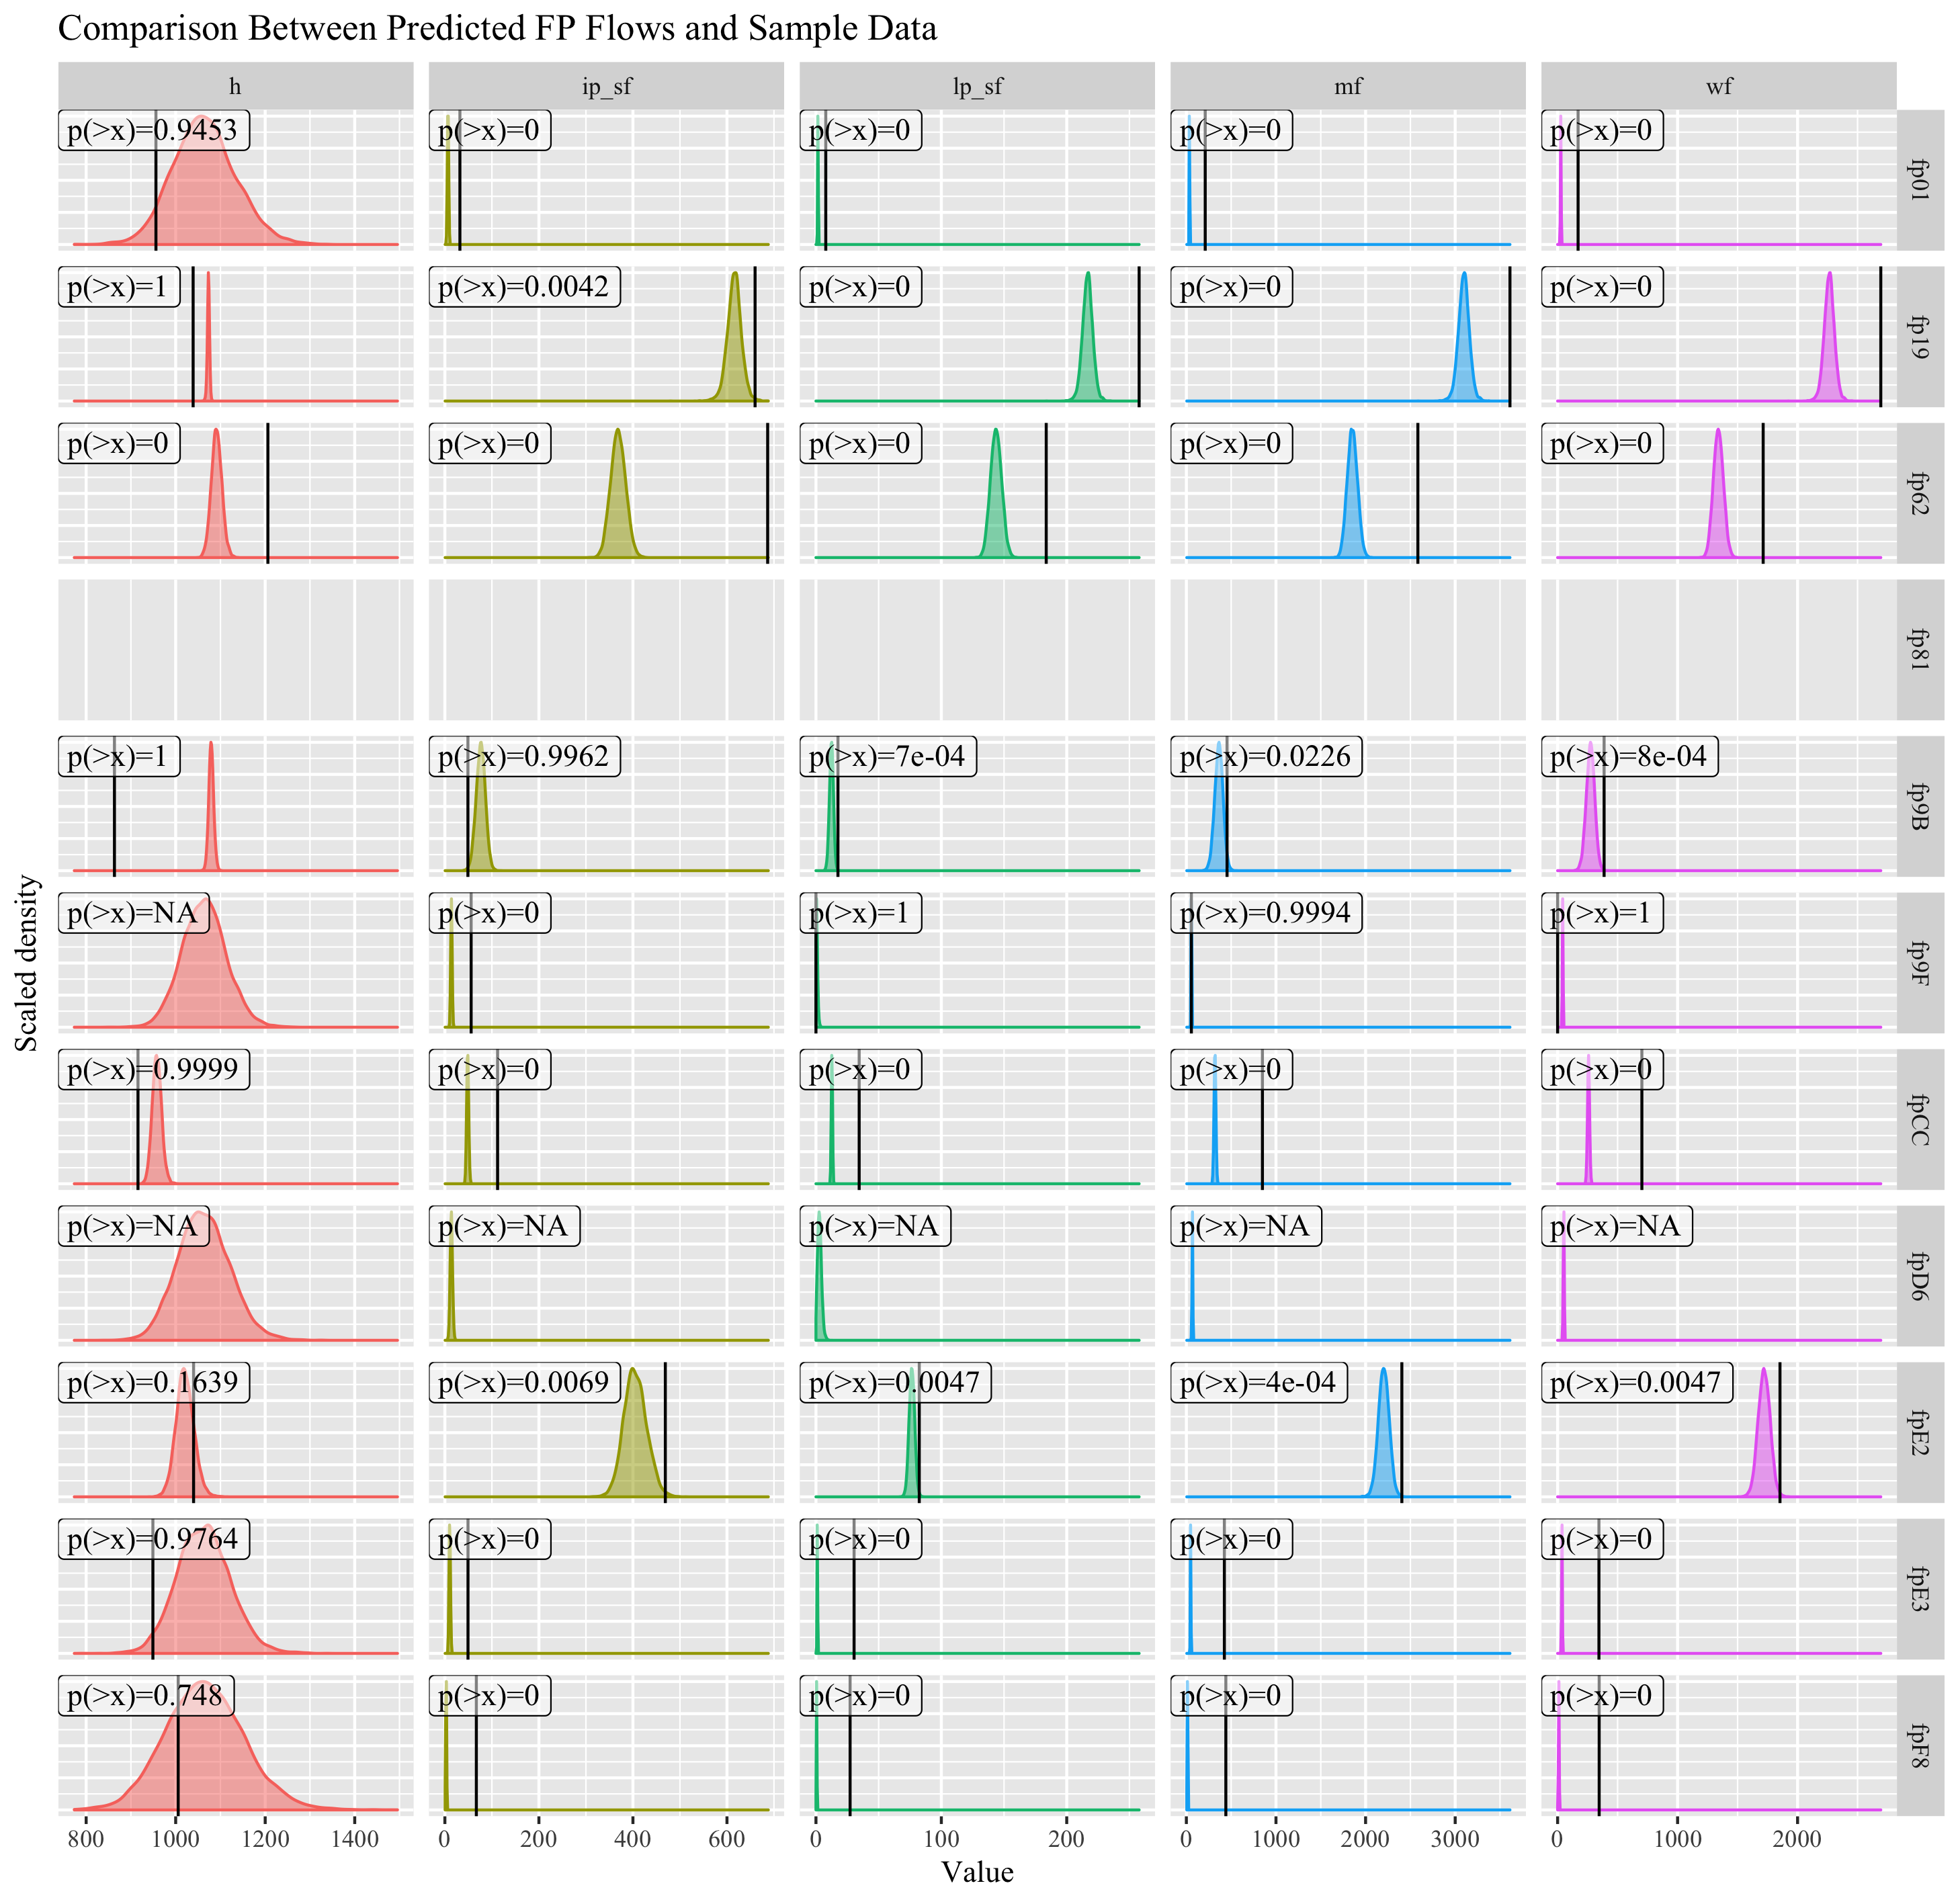 Comparison Between Predicted FP Flows and Sample Data
h ip_sf lp_sf mf wf
p(>x)=0.9453 p(>x)=0 p(>x)=0 p(>x)=0 p(>x)=0 fp01
p(>x)=1 p(>x)=0.0042 p(>x)=0 p(>x)=0 p(>x)=0 fp19
p(>x)=0 p(>x)=0 p(>x)=0 p(>x)=0 p(>x)=0 fp62
fp81
p(>x)=1 p(>x)=0.9962 p(>x)=7e-04 p(>x)=0.0226 p(>x)=8e-04 fp9B
p(>x)=NA p(>x)=0 p(>x)=1 p(>x)=0.9994 p(>x)=1 fp9F
p(>x)=0.9999 p(>x)=0 p(>x)=0 p(>x)=0 p(>x)=0 fpCC
p(>x)=NA p(>x)=NA p(>x)=NA p(>x)=NA p(>x)=NA fpD6
p(>x)=0.1639 p(>x)=0.0069 p(>x)=0.0047 p(>x)=4e-04 p(>x)=0.0047 fpE2
p(>x)=0.9764 p(>x)=0 p(>x)=0 p(>x)=0 p(>x)=0 fpE3
p(>x)=0.748 p(>x)=0 p(>x)=0 p(>x)=0 p(>x)=0 fpF8
800 1000 1200 1400 0 200 400 600 0 100 200 0 1000 2000 3000 0 1000 2000
Value
Scaled density